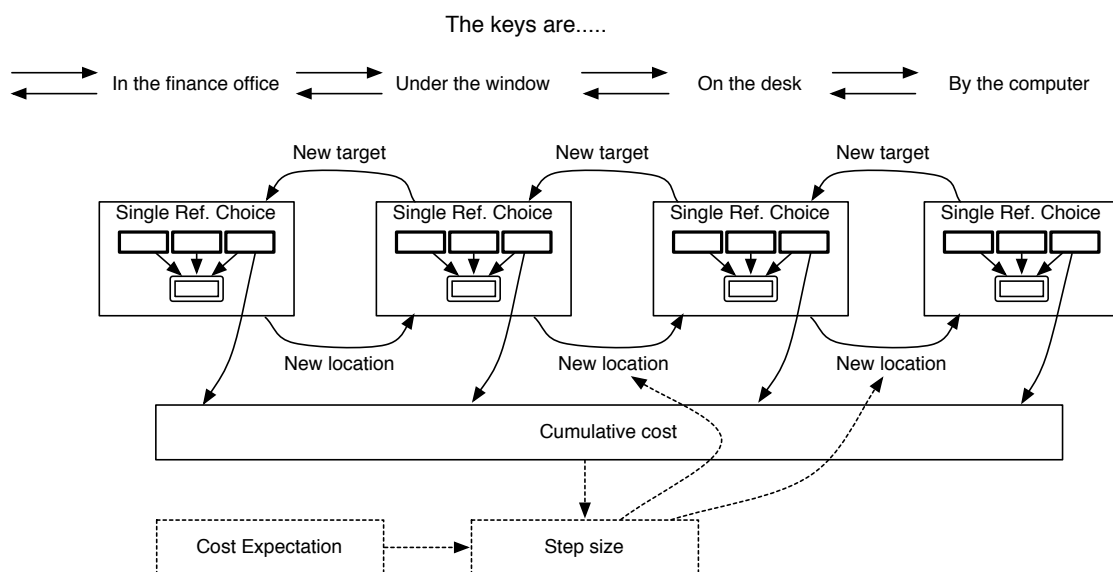 The keys are.....
In the finance office
Under the window
On the desk
By the computer
New target
New target
New target
Single Ref. Choice
Single Ref. Choice
Single Ref. Choice
Single Ref. Choice
New location
New location
New location
Cumulative cost
Cost Expectation
Step size